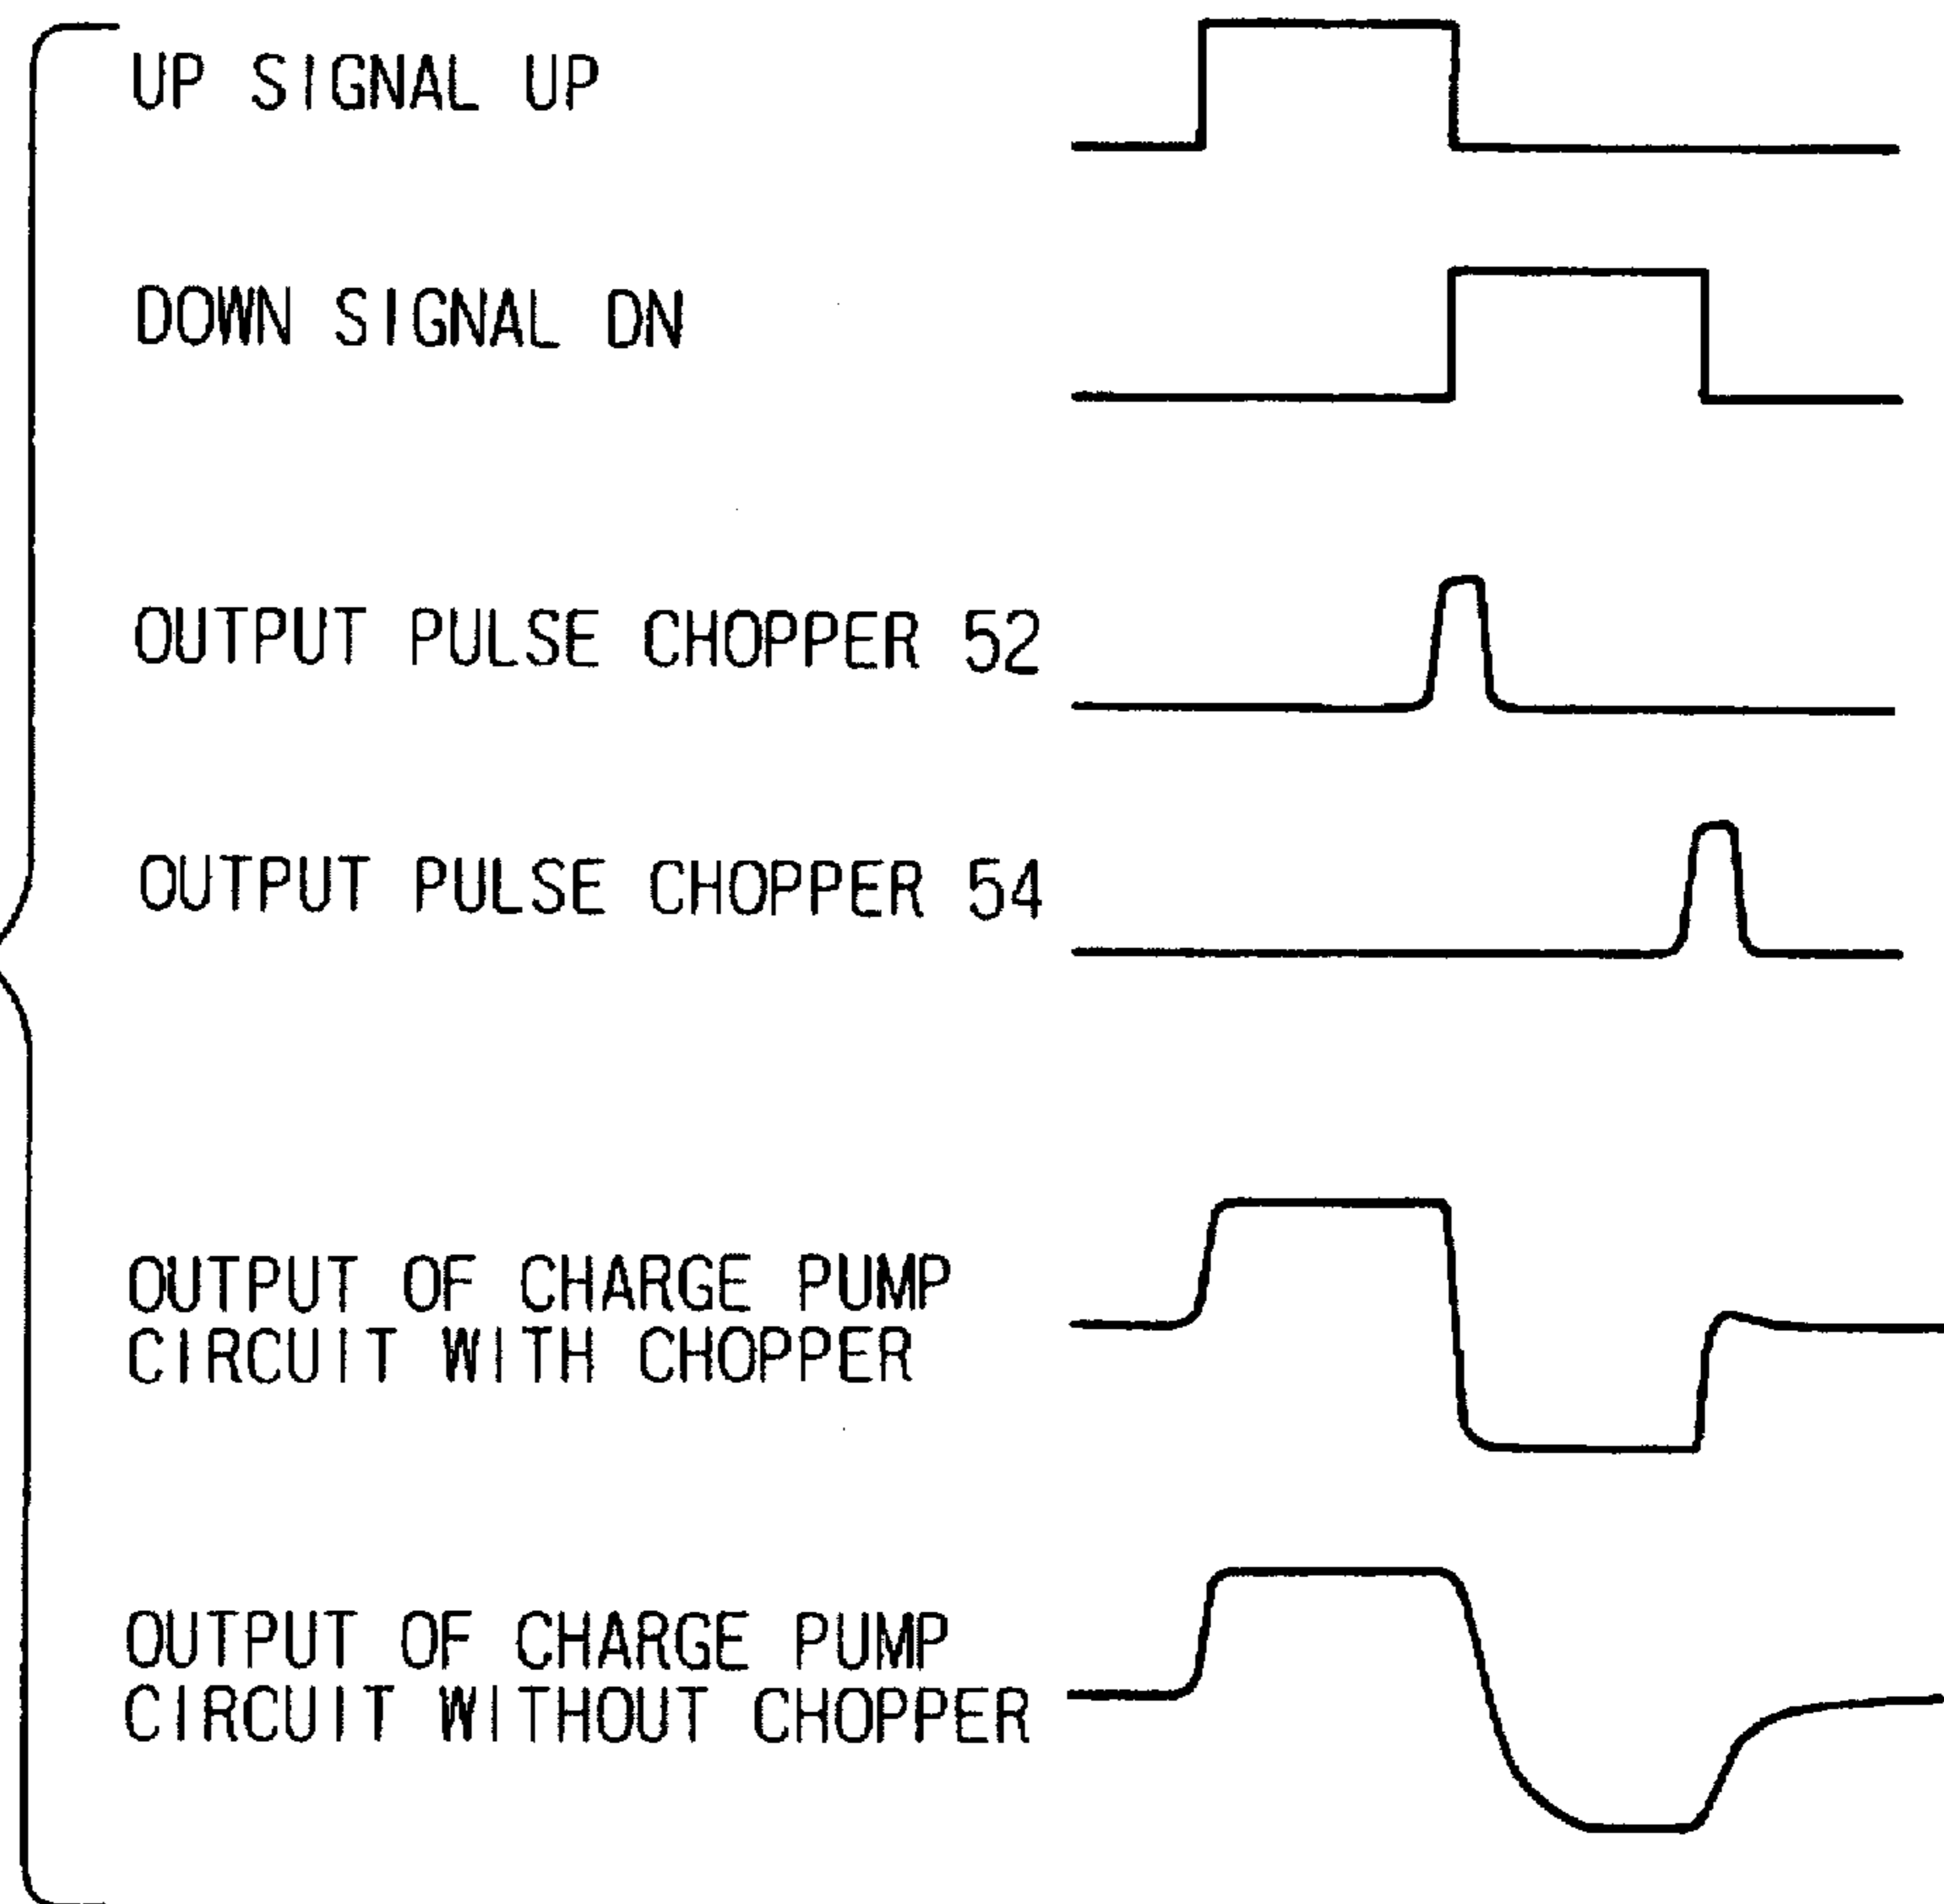 UP SIGNAL UP
DOWN SIGNAL DN
OUTPUT PULSE CHOPPER 52
OUTPUT PULSE CHOPPER 54
OUTPUT OF CHARGE PUMP
CIRCUIT WITH CHOPPER
OUTPUT OF CHARGE PUMP
CIRCUIT WITHOUT CHOPPER